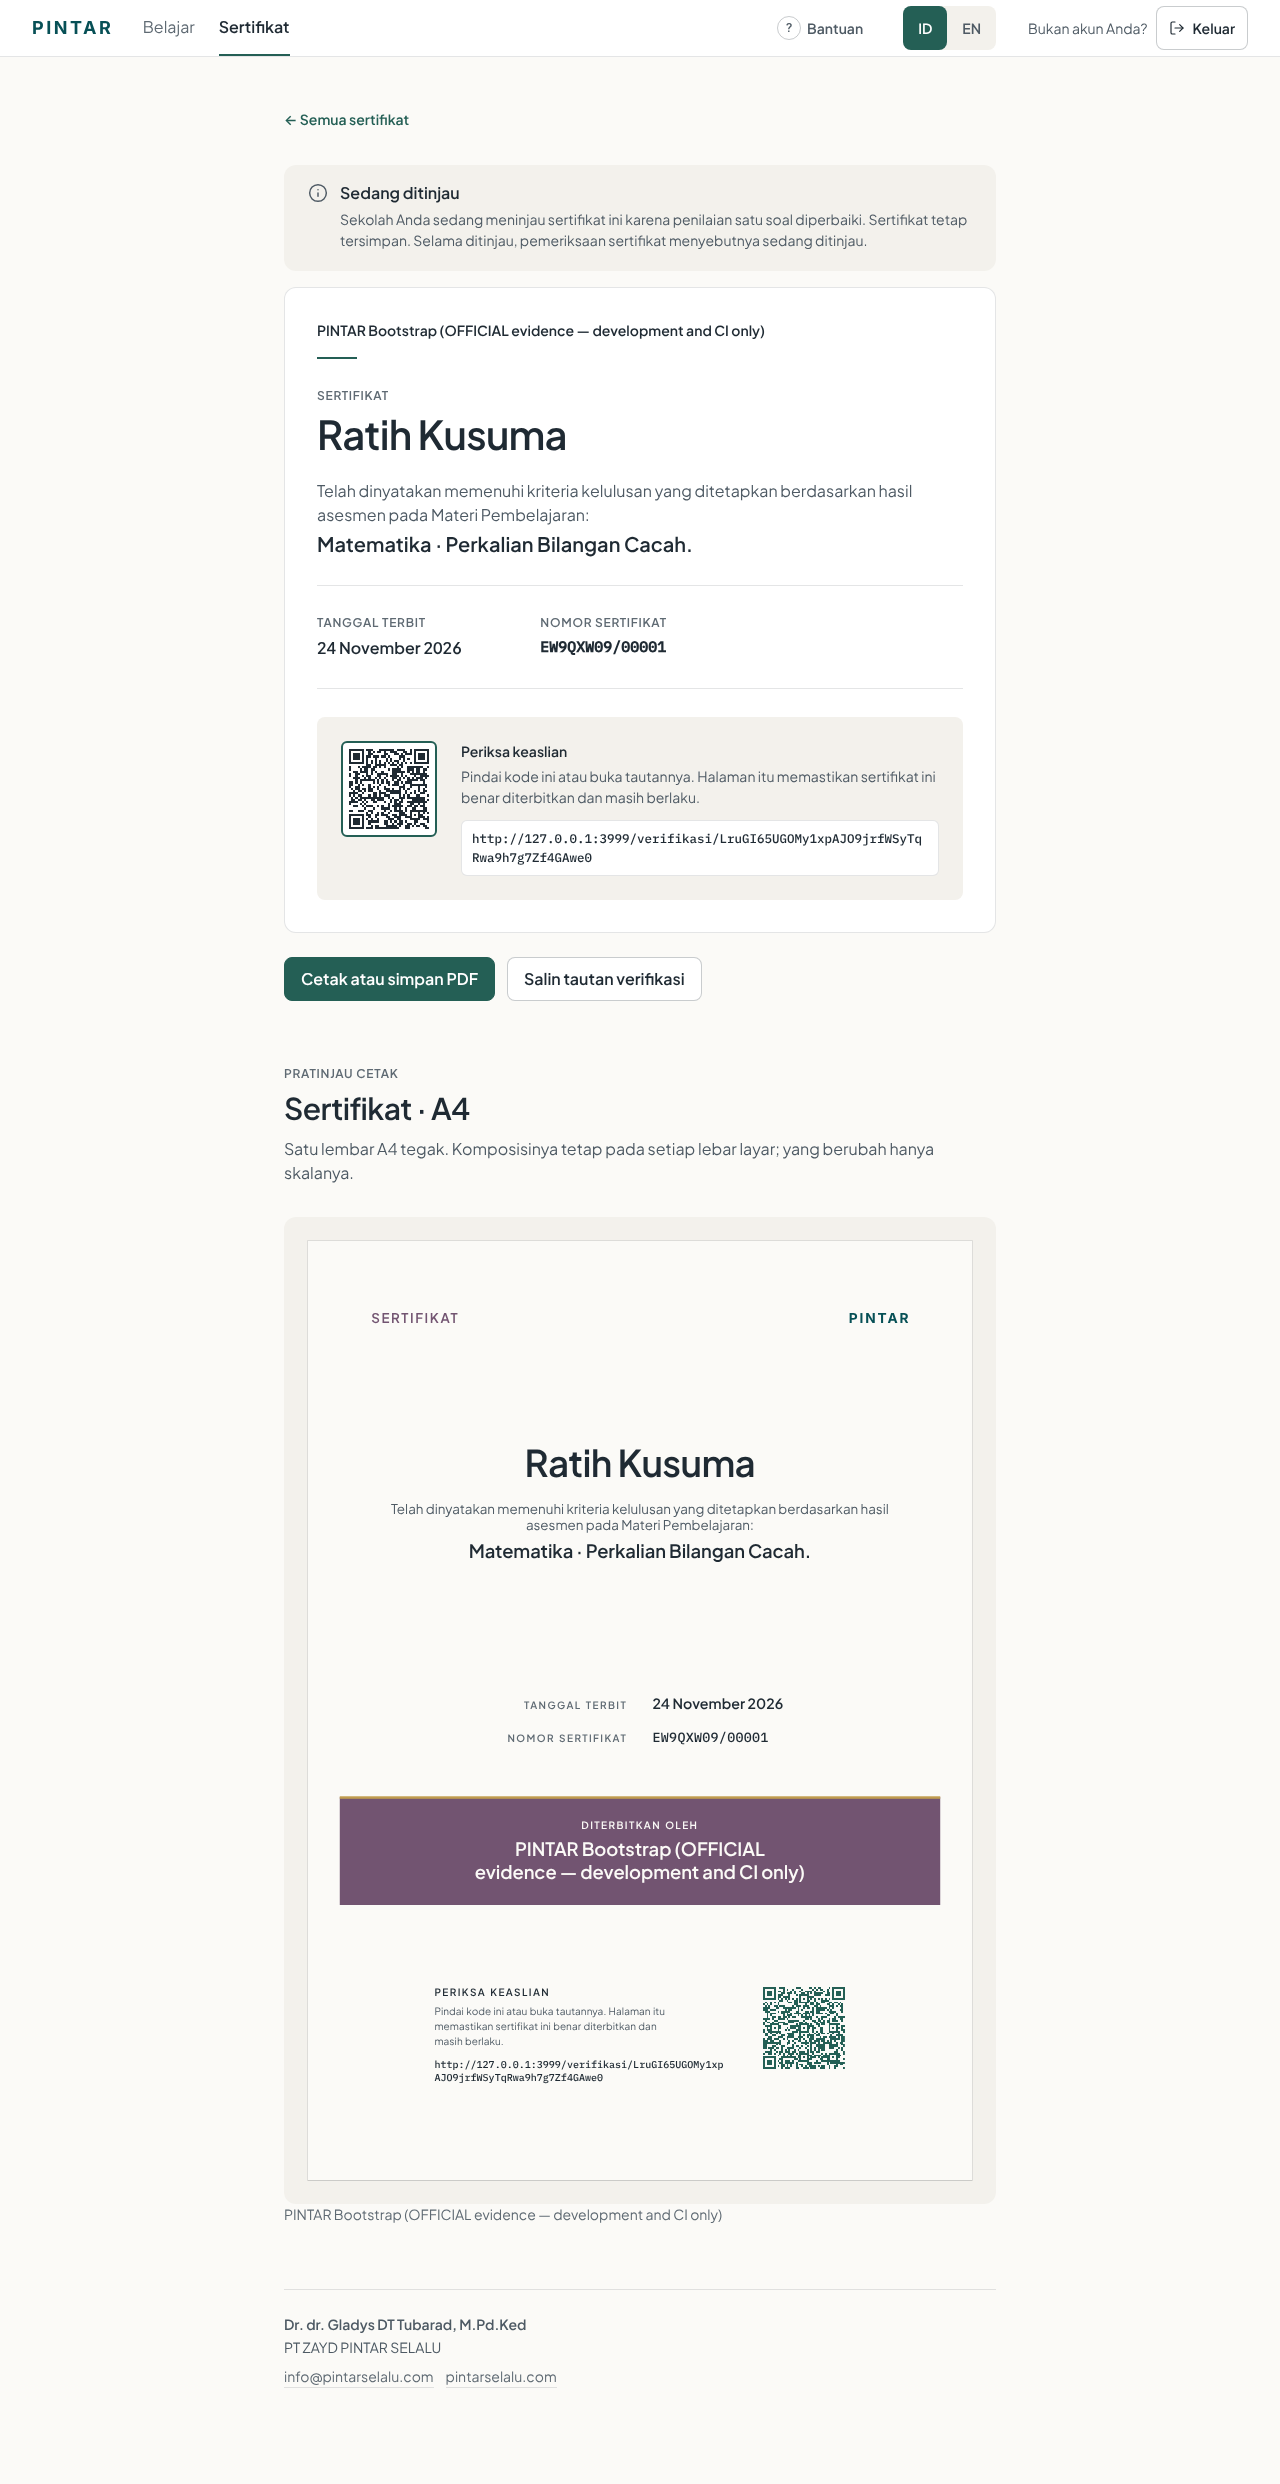 PINTAR
Belajar
Sertifikat
?
Bantuan
ID
EN
Bukan akun Anda?
Keluar
← Semua sertifikat
Sedang ditinjau
Sekolah Anda sedang meninjau sertifikat ini karena penilaian satu soal diperbaiki. Sertifikat tetap
tersimpan. Selama ditinjau, pemeriksaan sertifikat menyebutnya sedang ditinjau.
PINTAR Bootstrap (OFFICIAL evidence — development and CI only)
SERTIFIKAT
Ratih Kusuma
Telah dinyatakan memenuhi kriteria kelulusan yang ditetapkan berdasarkan hasil
asesmen pada Materi Pembelajaran:
Matematika · Perkalian Bilangan Cacah.
TANGGAL TERBIT
24 November 2026
NOMOR SERTIFIKAT
EW9QXW09/00001
Periksa keaslian
Pindai kode ini atau buka tautannya. Halaman itu memastikan sertifikat ini
benar diterbitkan dan masih berlaku.
http://127.0.0.1:3999/verifikasi/LruGI65UGOMy1xpAJO9jrfWSyTq
Rwa9h7g7Zf4GAwe0
Cetak atau simpan PDF
Salin tautan verifikasi
PRATINJAU CETAK
Sertifikat · A4
Satu lembar A4 tegak. Komposisinya tetap pada setiap lebar layar; yang berubah hanya
skalanya.
SERTIFIKAT
PINTAR
Ratih Kusuma
Telah dinyatakan memenuhi kriteria kelulusan yang ditetapkan berdasarkan hasil
asesmen pada Materi Pembelajaran:
Matematika · Perkalian Bilangan Cacah.
TANGGAL TERBIT
24 November 2026
NOMOR SERTIFIKAT
EW9QXW09/00001
DITERBITKAN OLEH
PINTAR Bootstrap (OFFICIAL
evidence — development and CI only)
PERIKSA KEASLIAN
Pindai kode ini atau buka tautannya. Halaman itu
memastikan sertifikat ini benar diterbitkan dan
masih berlaku.
http://127.0.0.1:3999/verifikasi/LruGI65UGOMy1xp
AJO9jrfWSyTqRwa9h7g7Zf4GAwe0
PINTAR Bootstrap (OFFICIAL evidence — development and CI only)
Dr. dr. Gladys DT Tubarad, M.Pd.Ked
PT ZAYD PINTAR SELALU
info@pintarselalu.com
pintarselalu.com